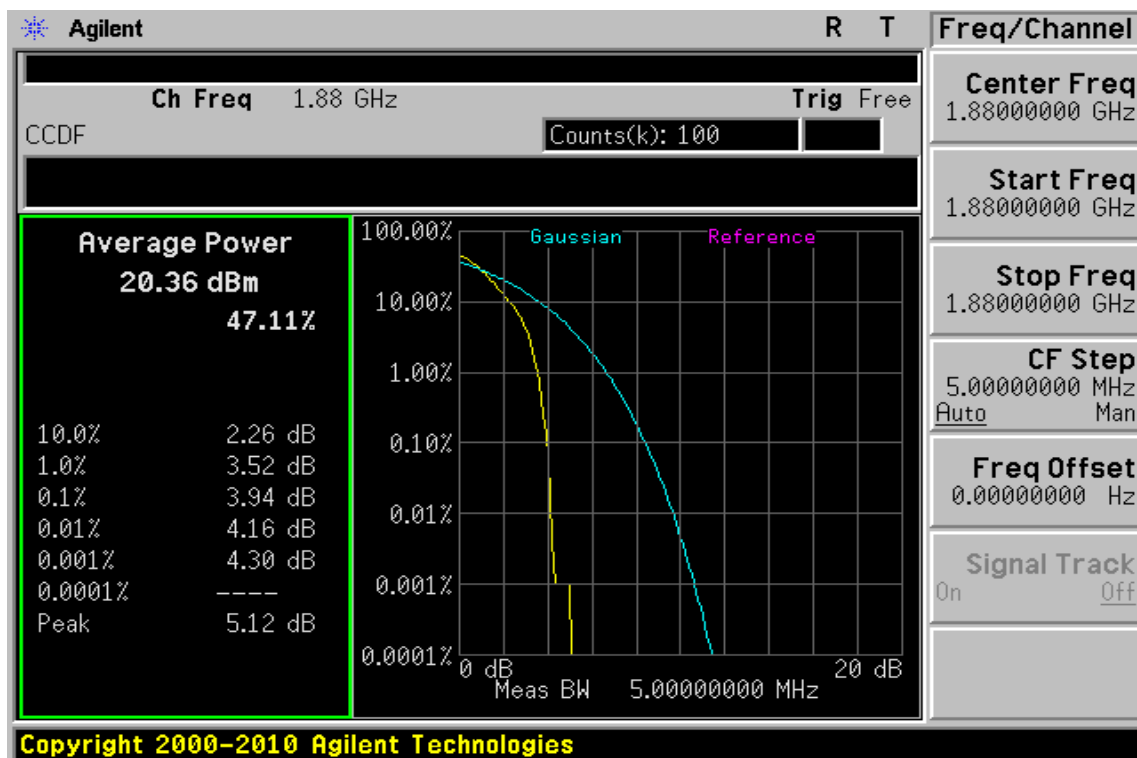 Agilent R T Freq/Channel
Ch Freq 1.88 GHz Trig Free
CCDF Counts(k): 100
Average Power
20.36 dBm
47.11%
10.0% 2.26 dB
1.0% 3.52 dB
0.1% 3.94 dB
0.01% 4.16 dB
0.001% 4.30 dB
0.0001% ----
Peak 5.12 dB
100.00% Gaussian Reference
10.00%
1.00%
0.10%
0.01%
0.001%
0.0001%
0 dB 20 dB
Meas BW 5.00000000 MHz
Center Freq
1.88000000 GHz
Start Freq
1.88000000 GHz
Stop Freq
1.88000000 GHz
CF Step
5.00000000 MHz
Auto Man
Freq Offset
0.00000000 Hz
Signal Track
On Off
Copyright 2000-2010 Agilent Technologies